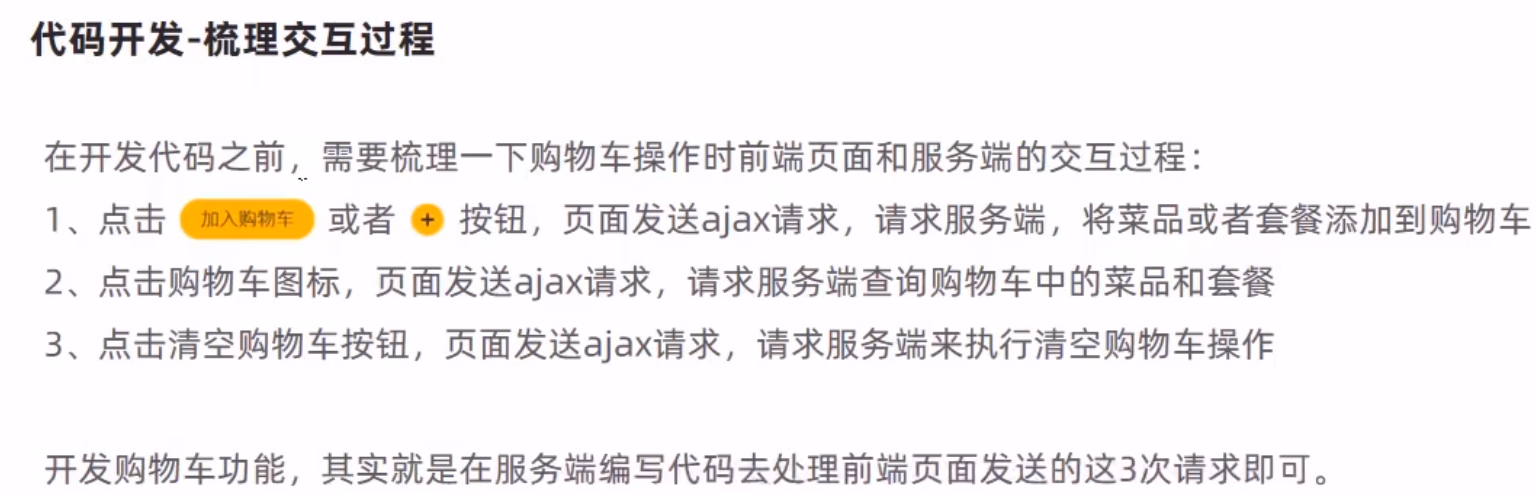 代码开发-梳理交互过程
在开发代码之前，需要梳理一下购物车操作时前端页面和服务端的交互过程：
1、点击 加入购物车 或者 + 按钮，页面发送ajax请求，请求服务端，将菜品或者套餐添加到购物车
2、点击购物车图标，页面发送ajax请求，请求服务端查询购物车中的菜品和套餐
3、点击清空购物车按钮，页面发送ajax请求，请求服务端来执行清空购物车操作
开发购物车功能，其实就是在服务端编写代码去处理前端页面发送的这3次请求即可。